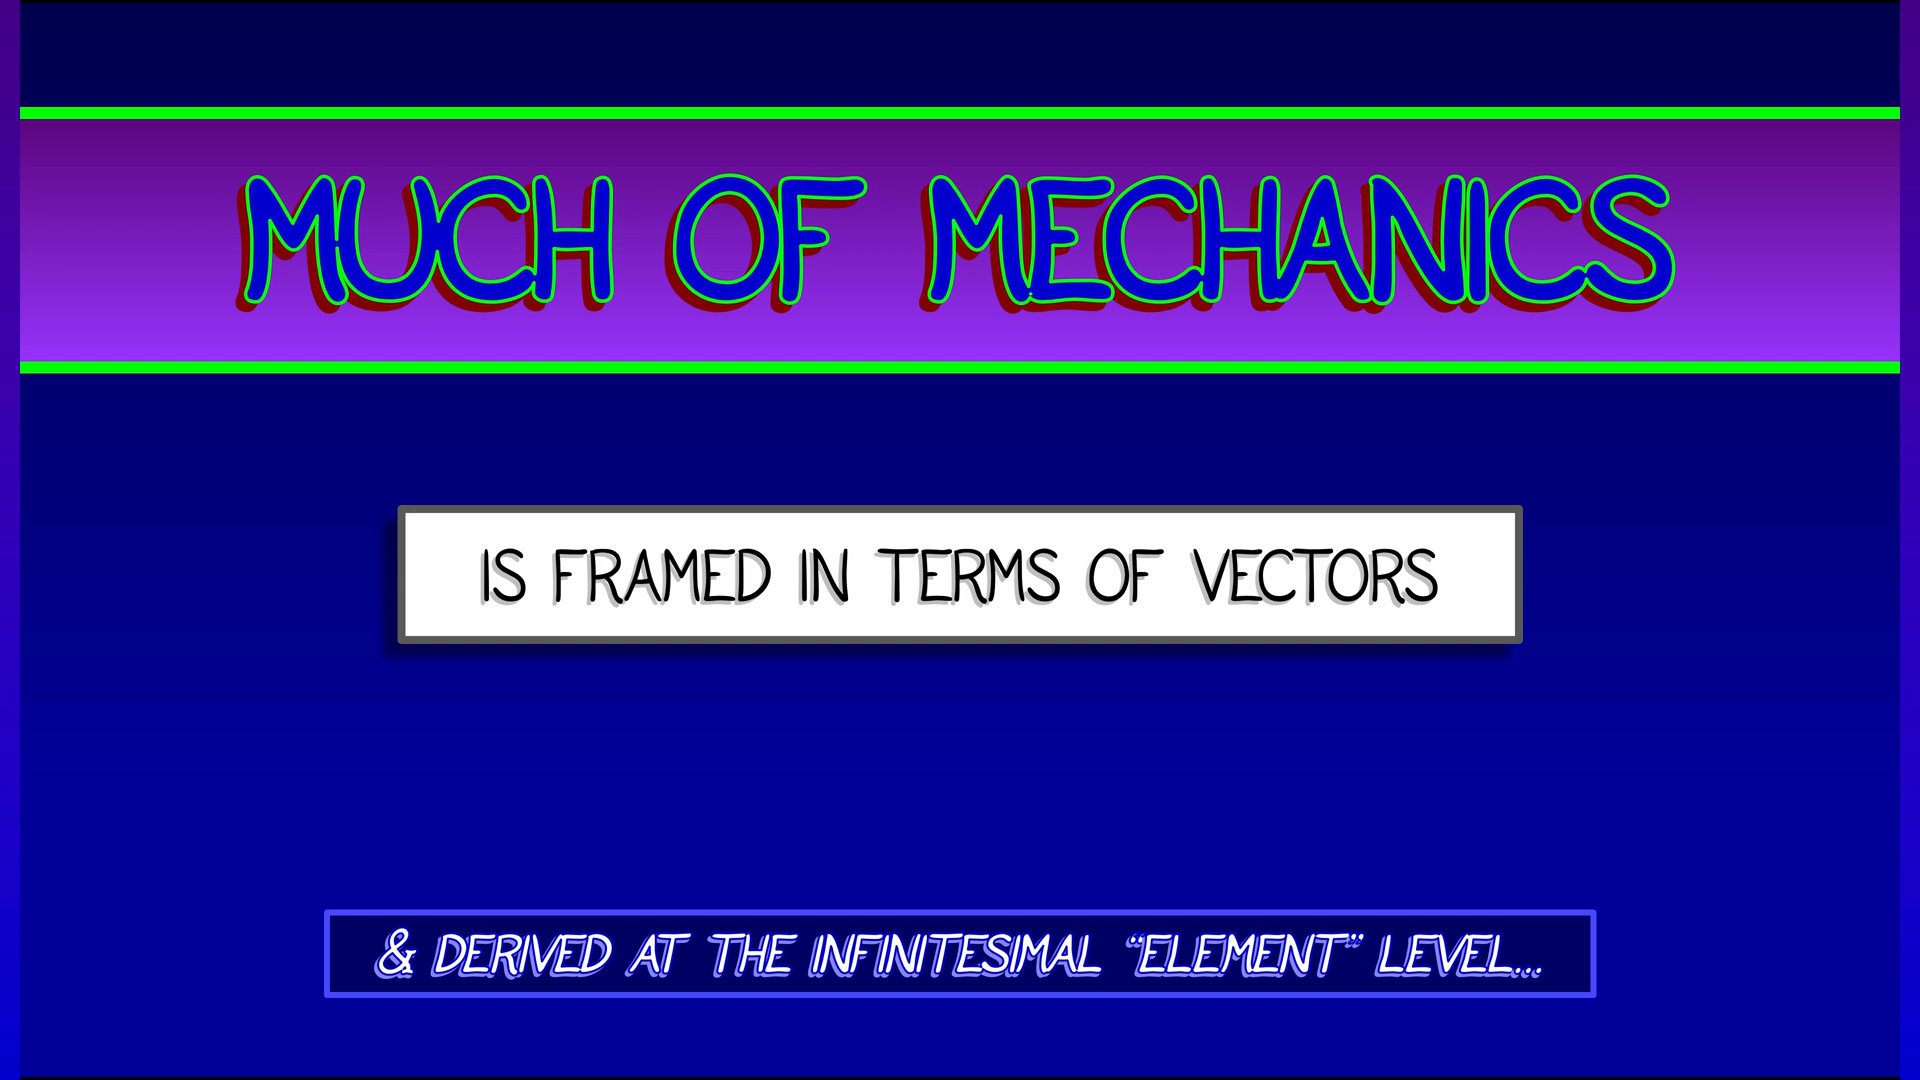 MUCH OF MECHANICS
IS FRAMED IN TERMS OF VECTORS
& DERIVED AT THE INFINITESIMAL “ELEMENT” LEVEL...